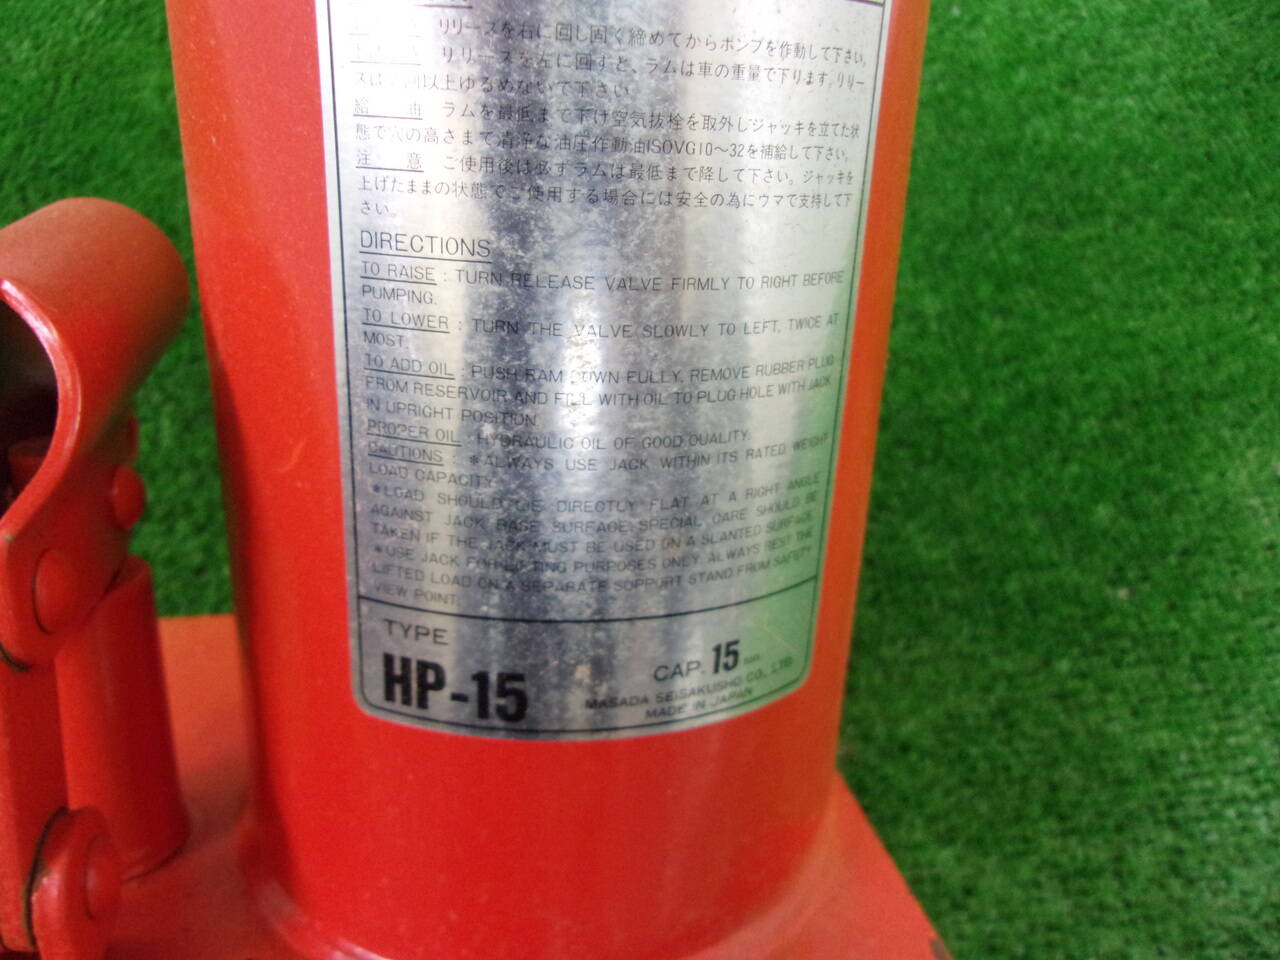 リリースを右に回し固く締めてからポンプを作動して下さい。
リリースを左に回すと、ラムは車の重量で下ります。リリー
スは 回以上ゆるめないで下さい
給 油 ラムを最低まで下げ空気抜栓を取外しジャッキを立てた状
態で穴の高さまで清浄な油圧作動油ISOVG10〜32を補給して下さい。
注 意 ご使用後は必ずラムは最低まで降して下さい。ジャッキを
上げたままの状態でご使用する場合には安全の為にウマで支持して下
さい。
DIRECTIONS
TO RAISE : TURN RELEASE VALVE FIRMLY TO RIGHT BEFORE
PUMPING.
TO LOWER : TURN THE VALVE SLOWLY TO LEFT, TWICE AT
MOST.
TO ADD OIL : PUSH RAM DOWN FULLY, REMOVE RUBBER PLUG
FROM RESERVOIR AND FILL WITH OIL TO PLUG HOLE WITH JACK
IN UPRIGHT POSITION.
PROPER OIL : HYDRAULIC OIL OF GOOD QUALITY.
CAUTIONS : *ALWAYS USE JACK WITHIN ITS RATED WEIGHT
LOAD CAPACITY.
*LOAD SHOULD BE DIRECTLY FLAT AT A RIGHT ANGLE
AGAINST JACK BASE SURFACE: SPECIAL CARE SHOULD BE
TAKEN IF THE JACK MUST BE USED ON A SLANTED SURFACE.
*USE JACK FOR LIFTING PURPOSES ONLY. ALWAYS REST THE
LIFTED LOAD ON A SEPARATE SUPPORT STAND FROM SAFETY
VIEW POINT.
TYPE
HP-15
CAP. 15 ton
MASADA SEISAKUSHO CO., LTD.
MADE IN JAPAN